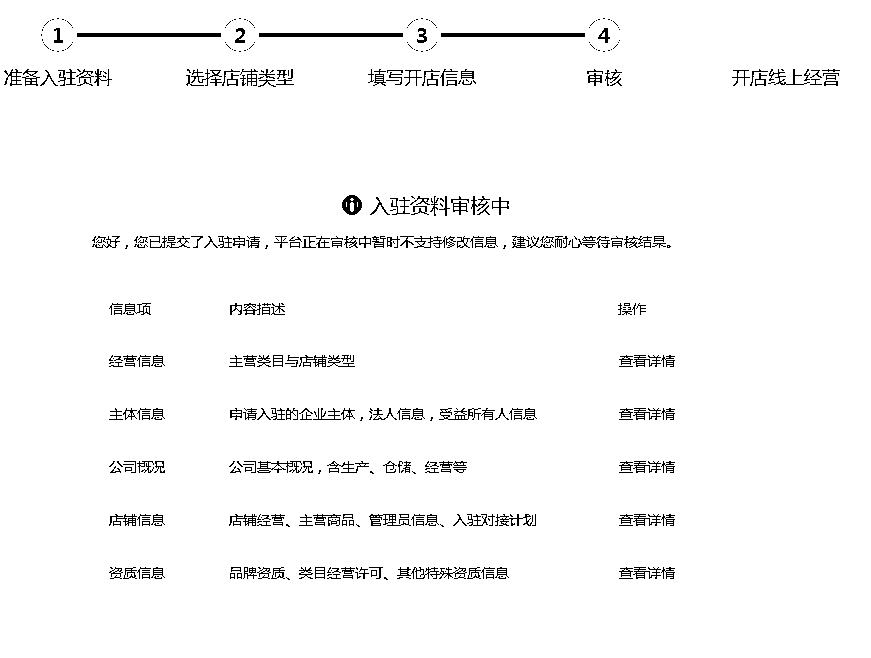 1 2 3 4
准备入驻资料 选择店铺类型 填写开店信息 审核 开店线上经营
入驻资料审核中
您好，您已提交了入驻申请，平台正在审核中暂时不支持修改信息，建议您耐心等待审核结果。
信息项 内容描述 操作
经营信息 主营类目与店铺类型 查看详情
主体信息 申请入驻的企业主体，法人信息，受益所有人信息 查看详情
公司概况 公司基本概况，含生产、仓储、经营等 查看详情
店铺信息 店铺经营、主营商品、管理员信息、入驻对接计划 查看详情
资质信息 品牌资质、类目经营许可、其他特殊资质信息 查看详情